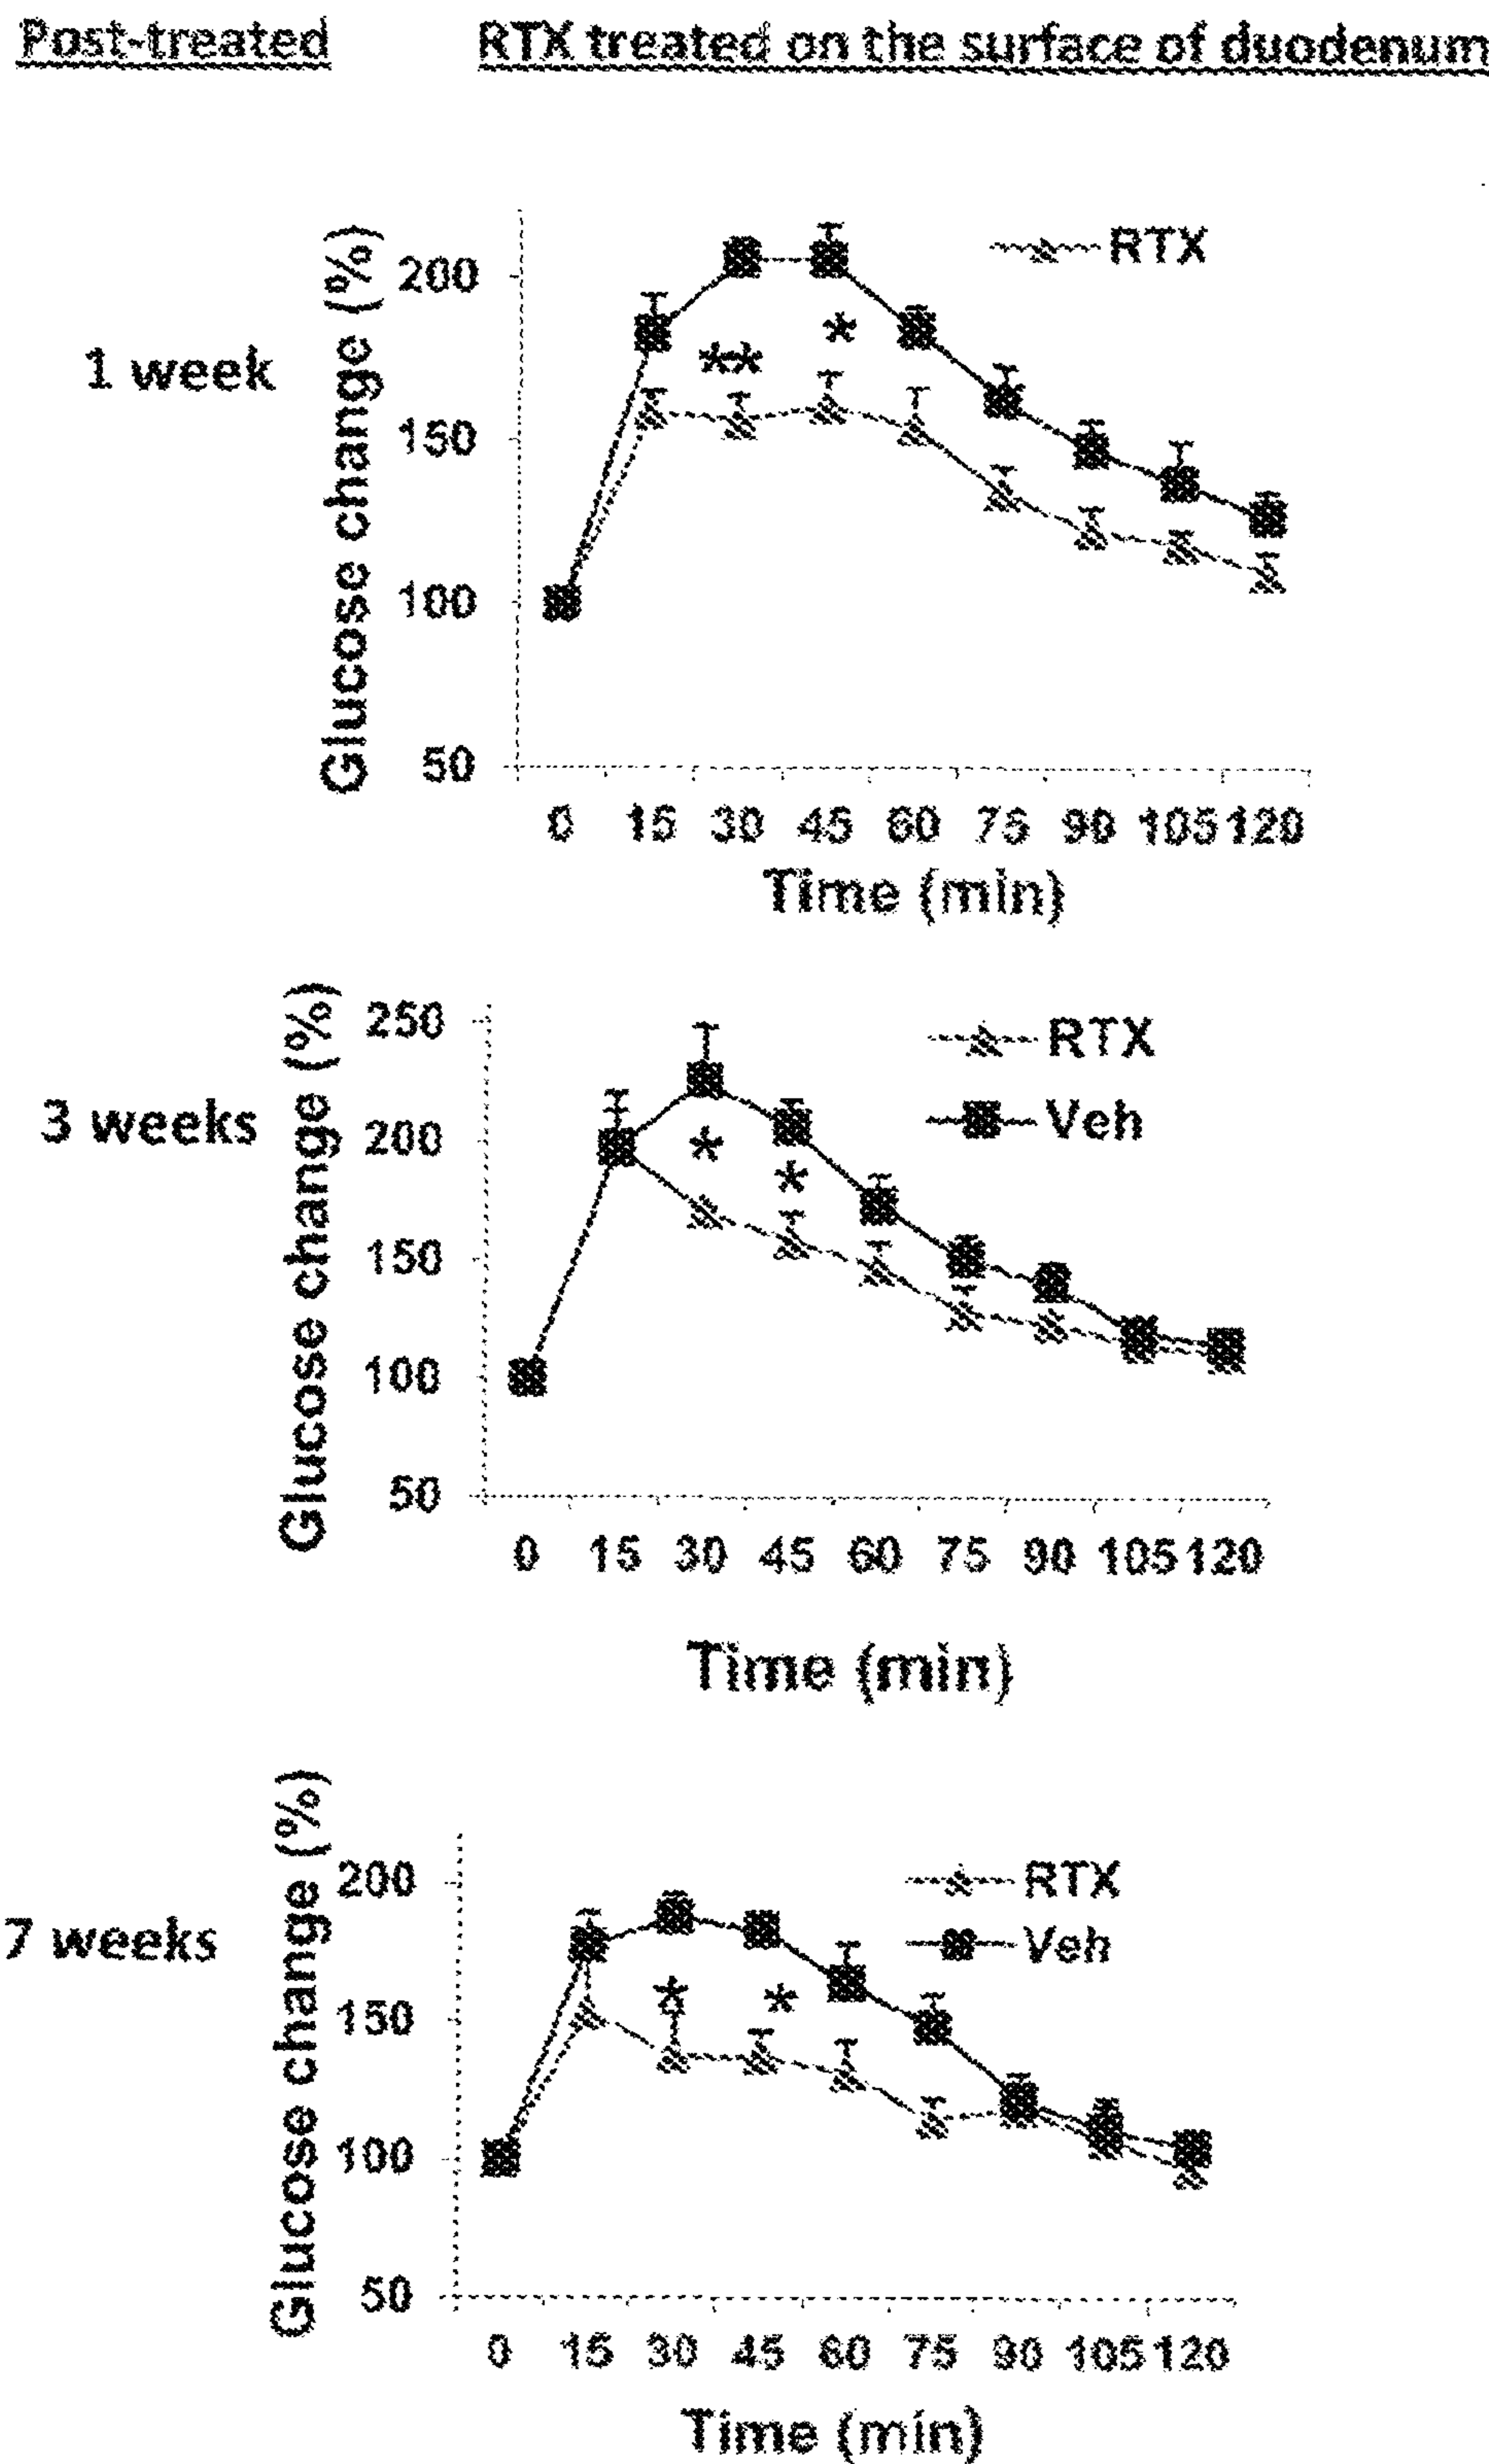 Post-treated
RTX treated on the surface of duodenum
1 week
Glucose change (%)
200
150
100
50
RTX
**
*
0 15 30 45 60 75 90 105 120
Time (min)
3 weeks
Glucose change (%)
250
200
150
100
50
RTX
Veh
*
*
0 15 30 45 60 75 90 105 120
Time (min)
7 weeks
Glucose change (%)
200
150
100
50
RTX
Veh
*
*
0 15 30 45 60 75 90 105 120
Time (min)